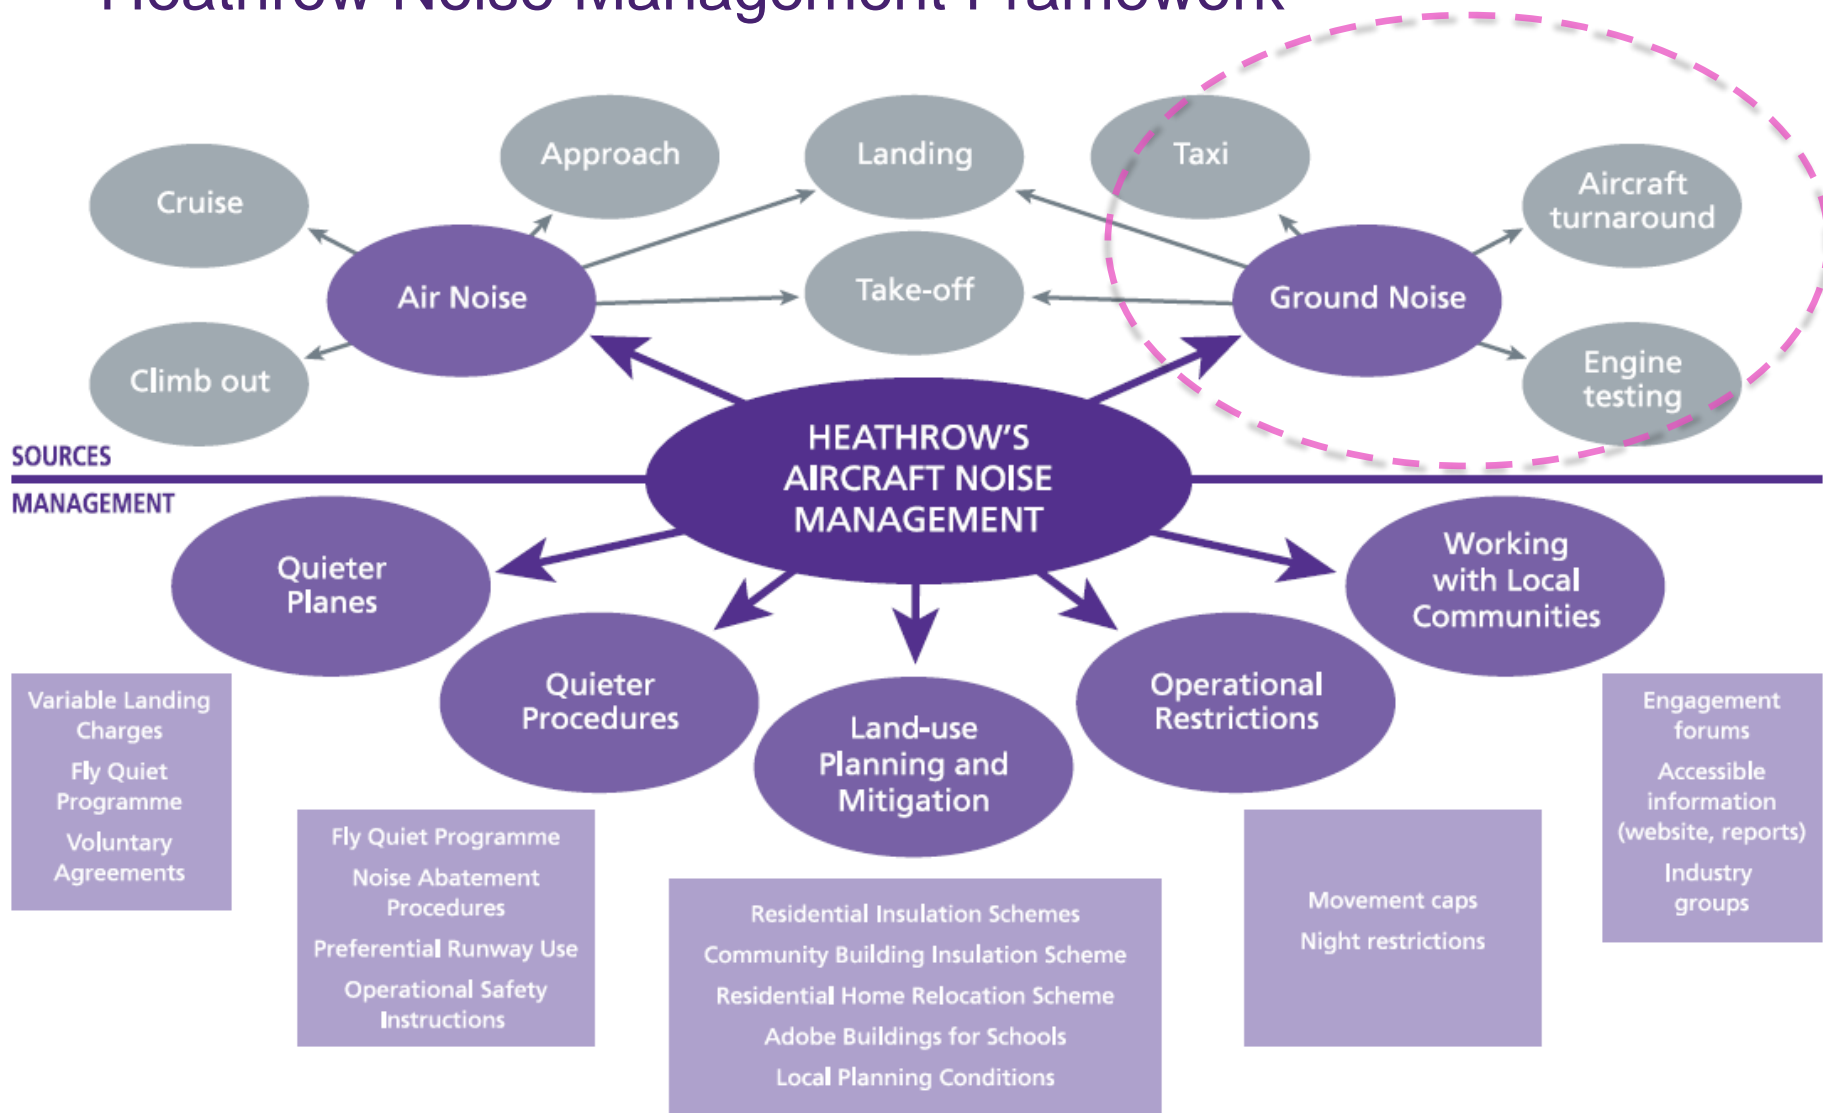 Heathrow Noise Management Framework
Approach
Landing
Taxi
Cruise
Aircraft
turnaround
Air Noise
Take-off
Ground Noise
Climb out
Engine
testing
SOURCES
HEATHROW'S
AIRCRAFT NOISE
MANAGEMENT
MANAGEMENT
Quieter
Planes
Working
with Local
Communities
Quieter
Procedures
Operational
Restrictions
Land-use
Planning and
Mitigation
Variable Landing
Charges
Fly Quiet
Programme
Voluntary
Agreements
Fly Quiet Programme
Noise Abatement
Procedures
Preferential Runway Use
Operational Safety
Instructions
Residential Insulation Schemes
Community Building Insulation Scheme
Residential Home Relocation Scheme
Adobe Buildings for Schools
Local Planning Conditions
Movement caps
Night restrictions
Engagement
forums
Accessible
information
(website, reports)
Industry
groups